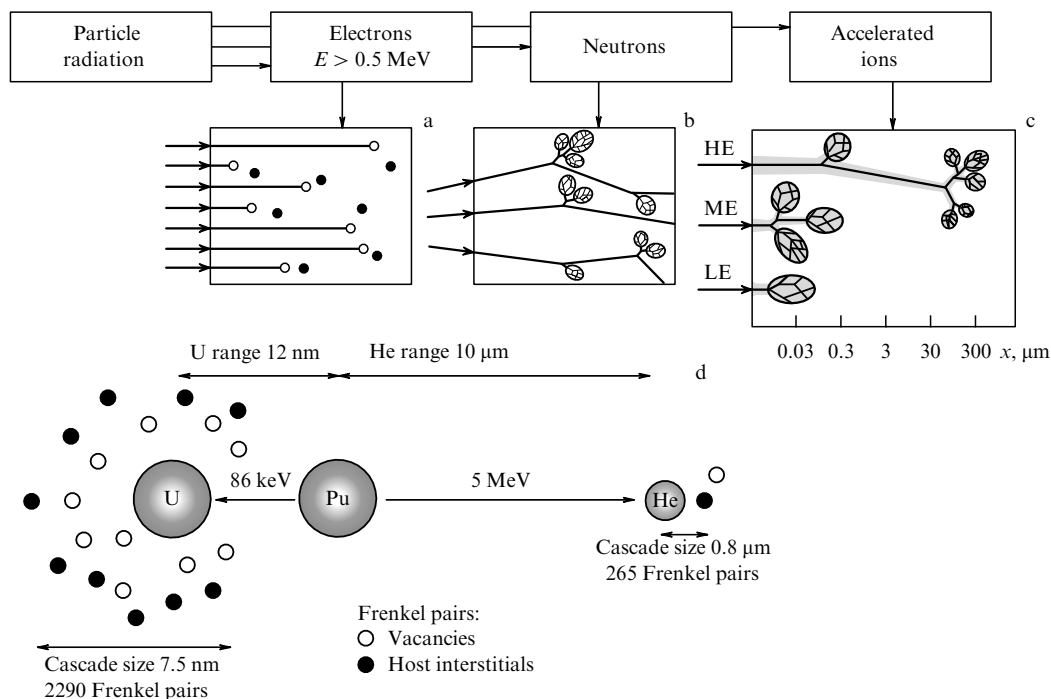 Particle
radiation
Electrons
E > 0.5 MeV
Neutrons
Accelerated
ions
a
b
c
HE
ME
LE
0.03 0.3 3 30 300 x, μm
U range 12 nm
He range 10 μm
d
U
86 keV
Pu
5 MeV
He
Cascade size 0.8 μm
265 Frenkel pairs
Frenkel pairs:
Vacancies
Host interstitials
Cascade size 7.5 nm
2290 Frenkel pairs